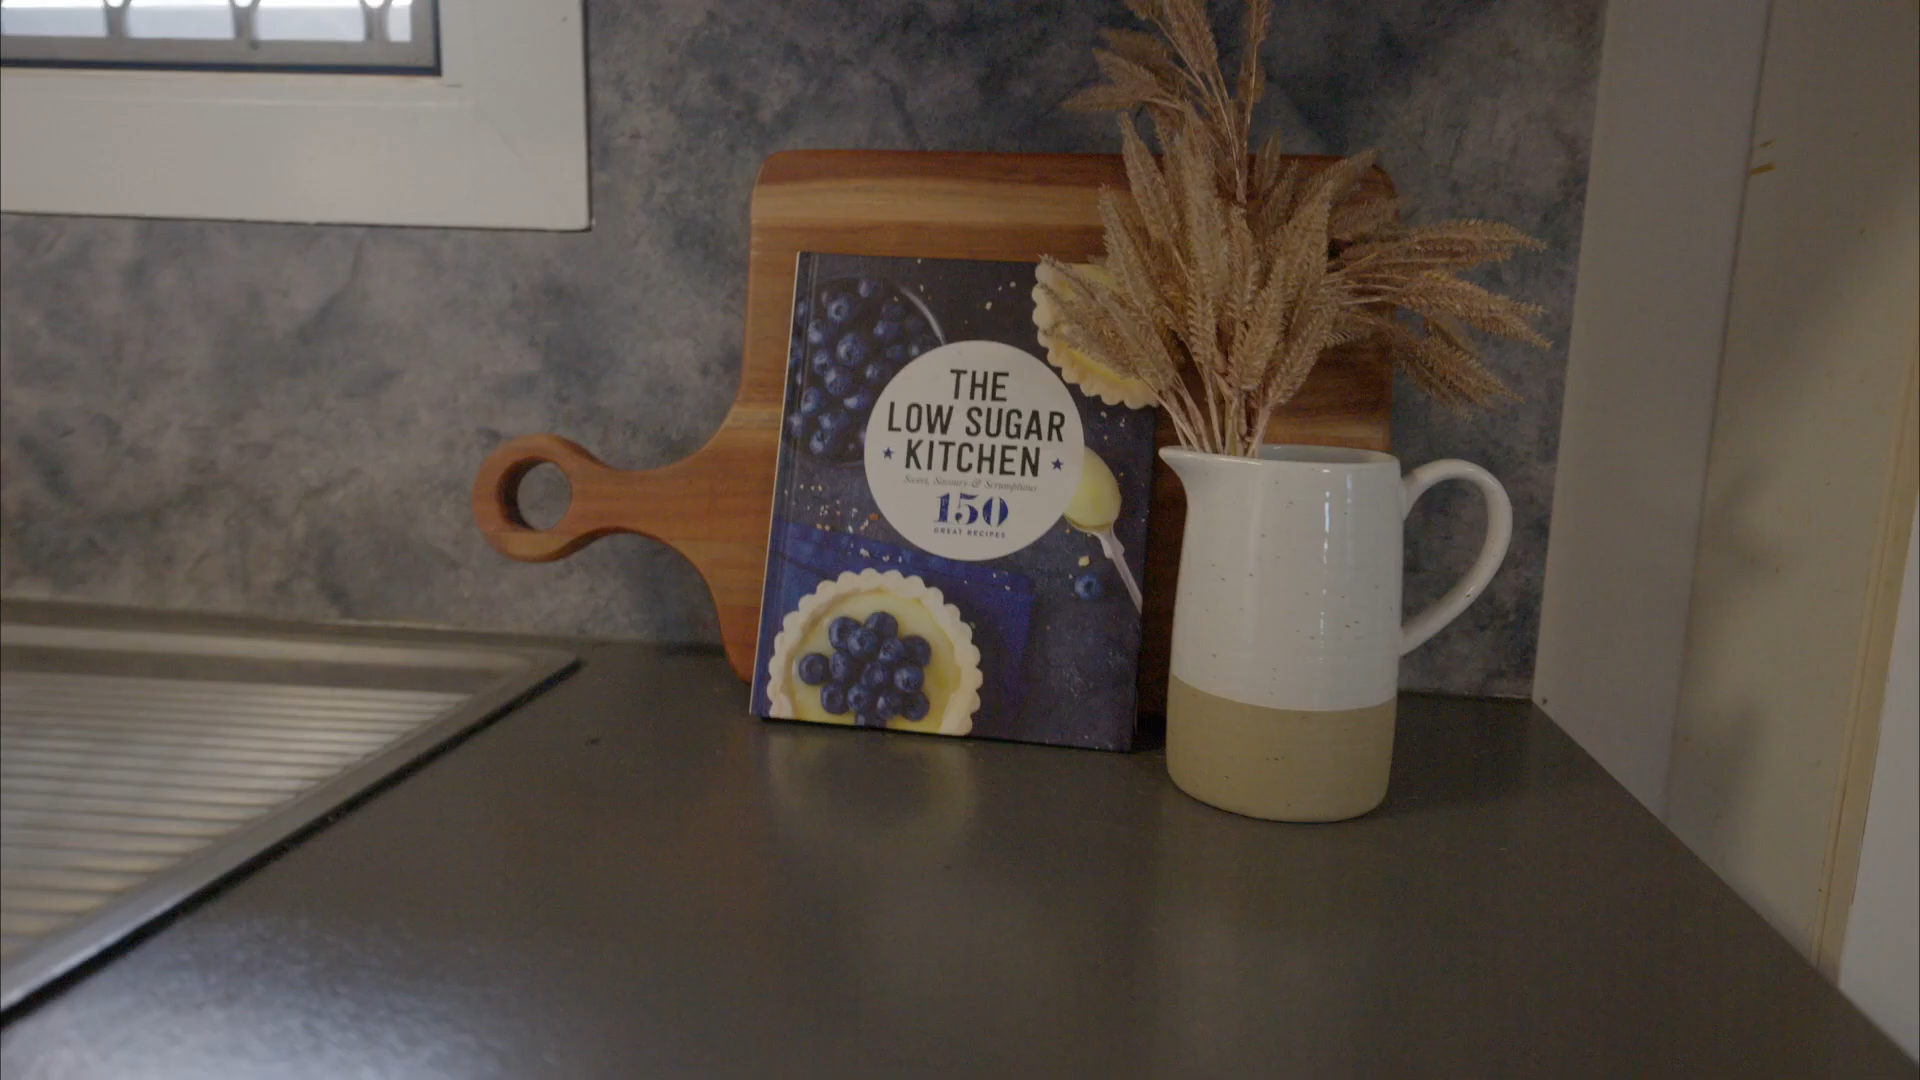 THE
LOW SUGAR
KITCHEN
Sweet, Savoury & Scrumptious
150
GREAT RECIPES